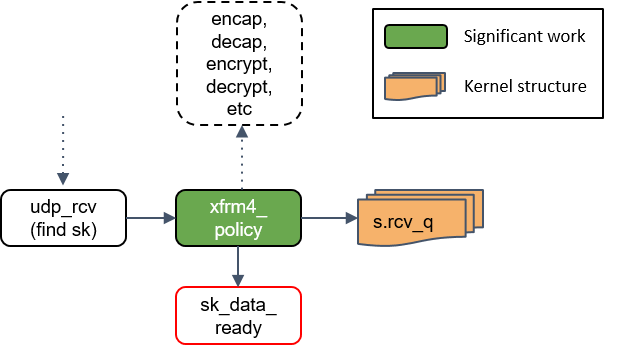 encap,
decap,
encrypt,
decrypt,
etc
Significant work
Kernel structure
udp_rcv
(find sk)
xfrm4_
policy
s.rcv_q
sk_data_
ready